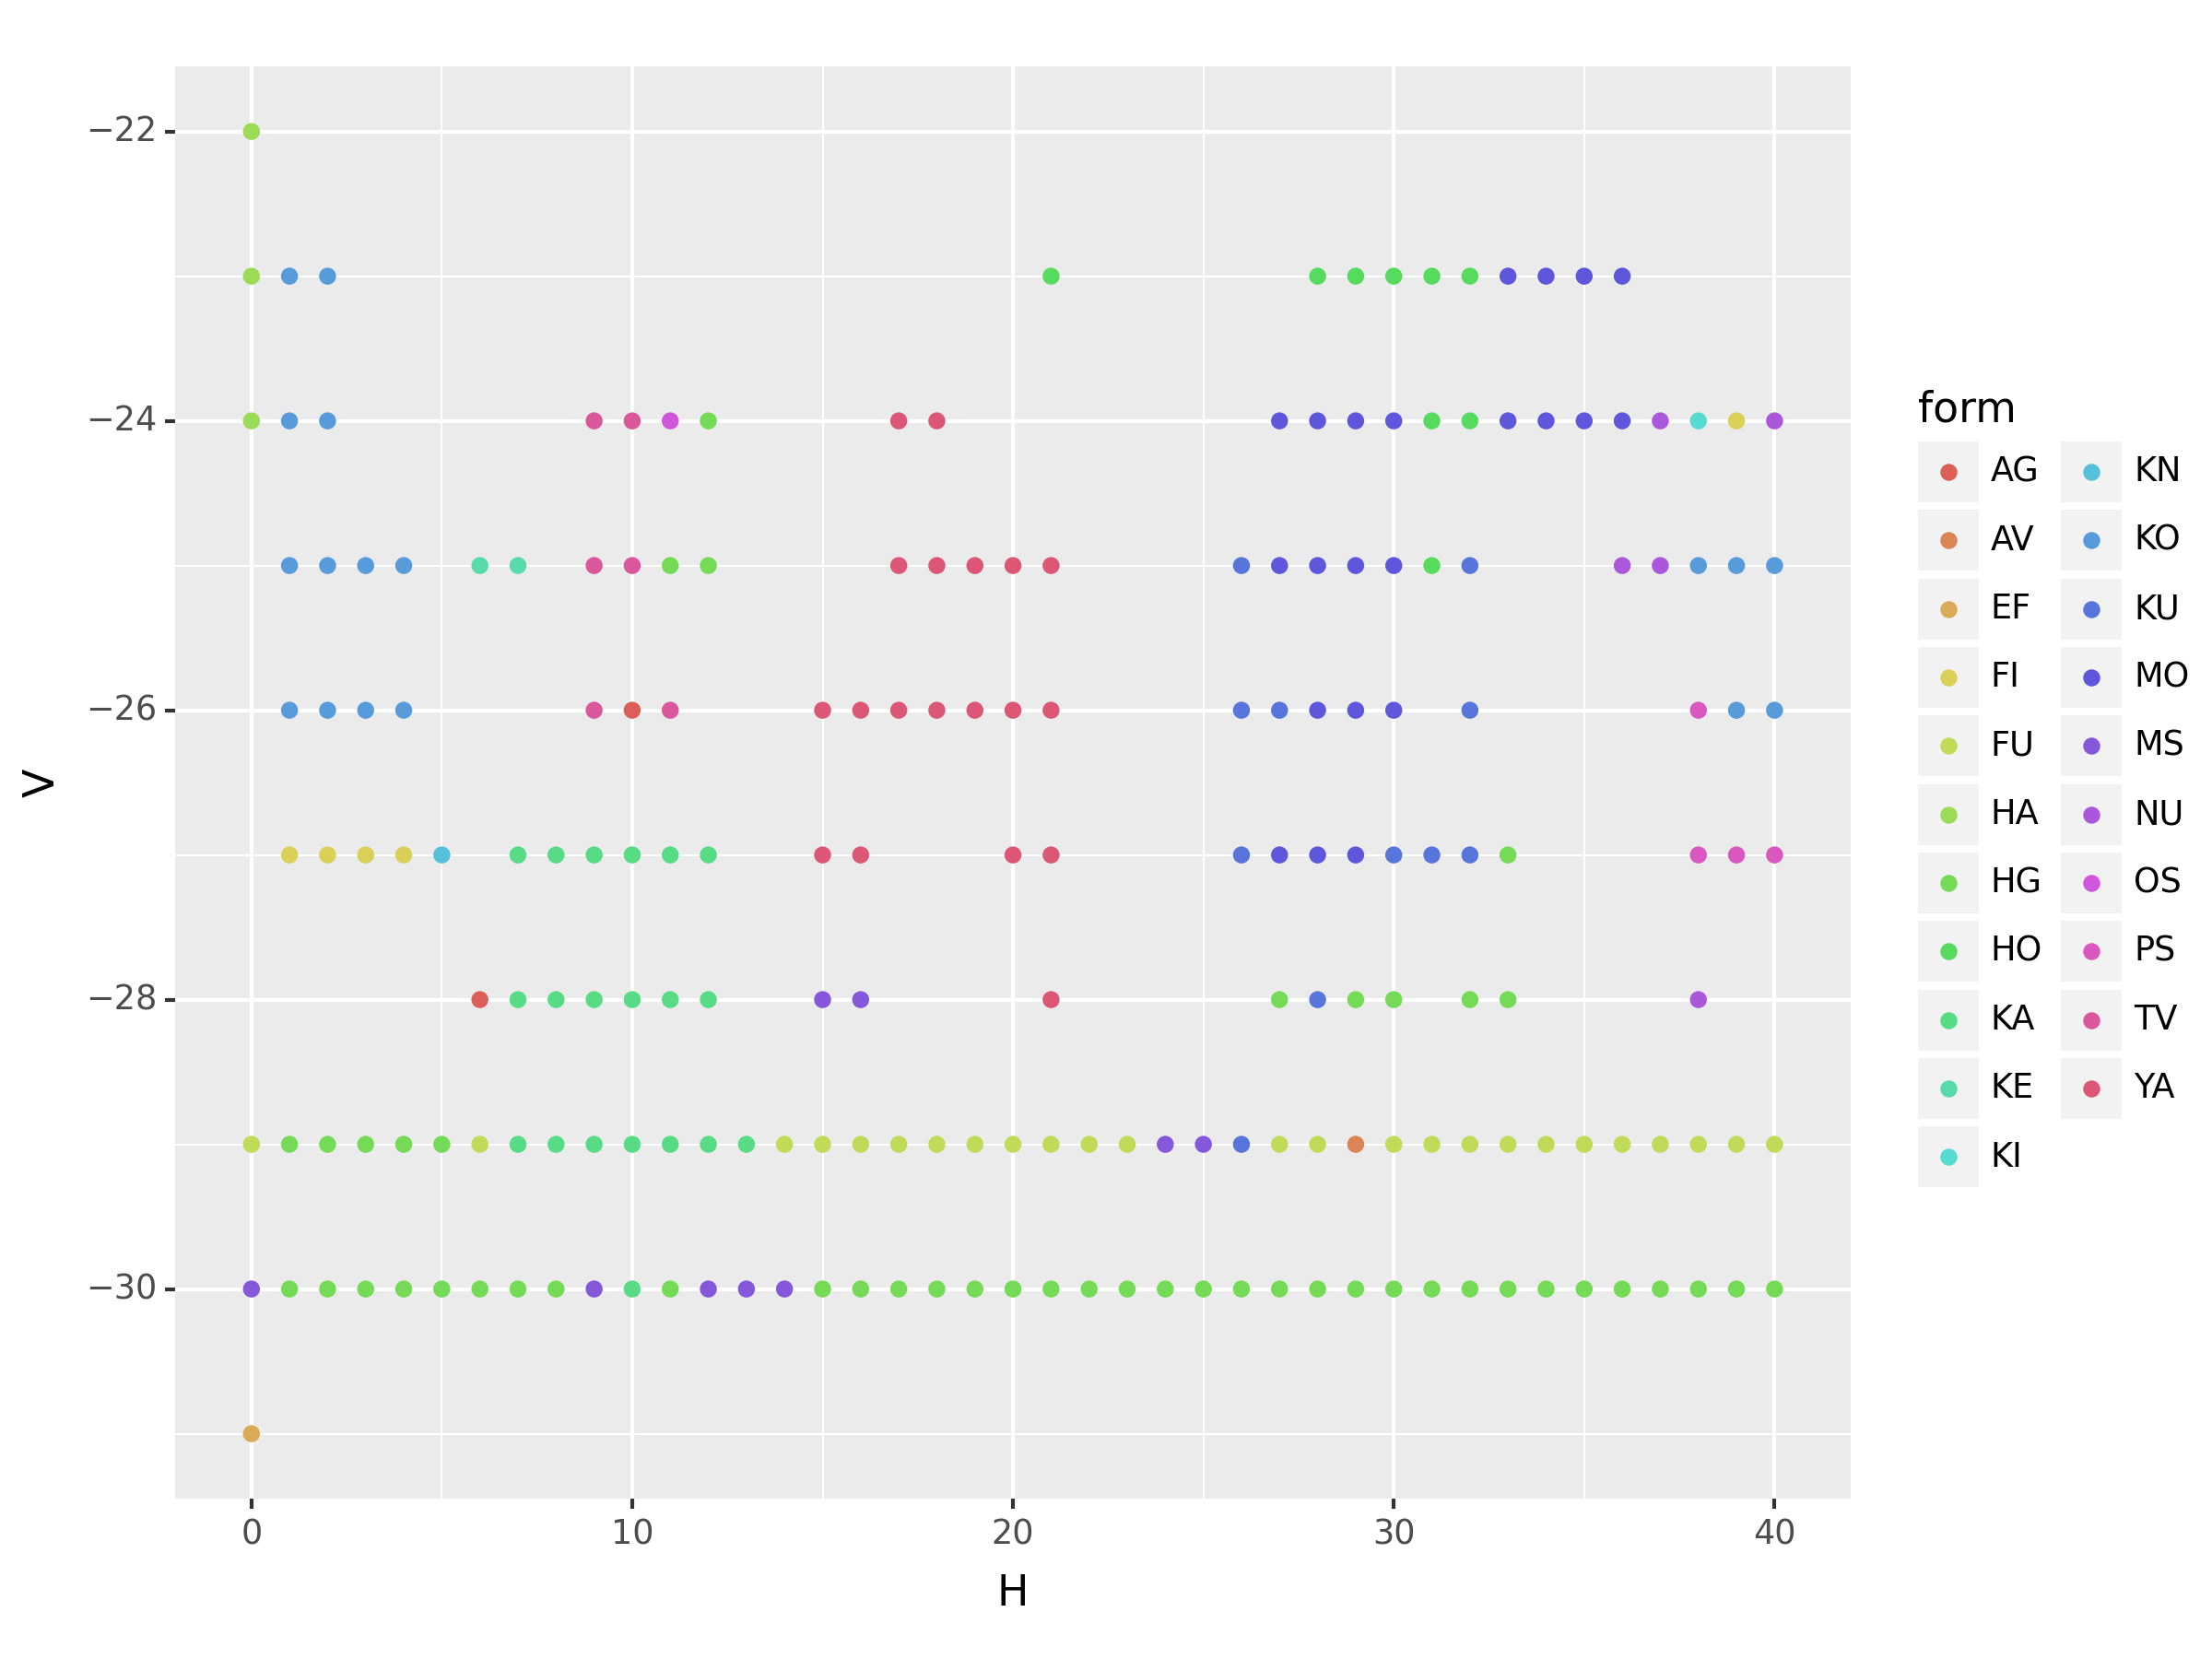 −22
−24
−26
−28
−30
V
0 10 20 30 40
H
form
AG KN
AV KO
EF KU
FI MO
FU MS
HA NU
HG OS
HO PS
KA TV
KE YA
KI